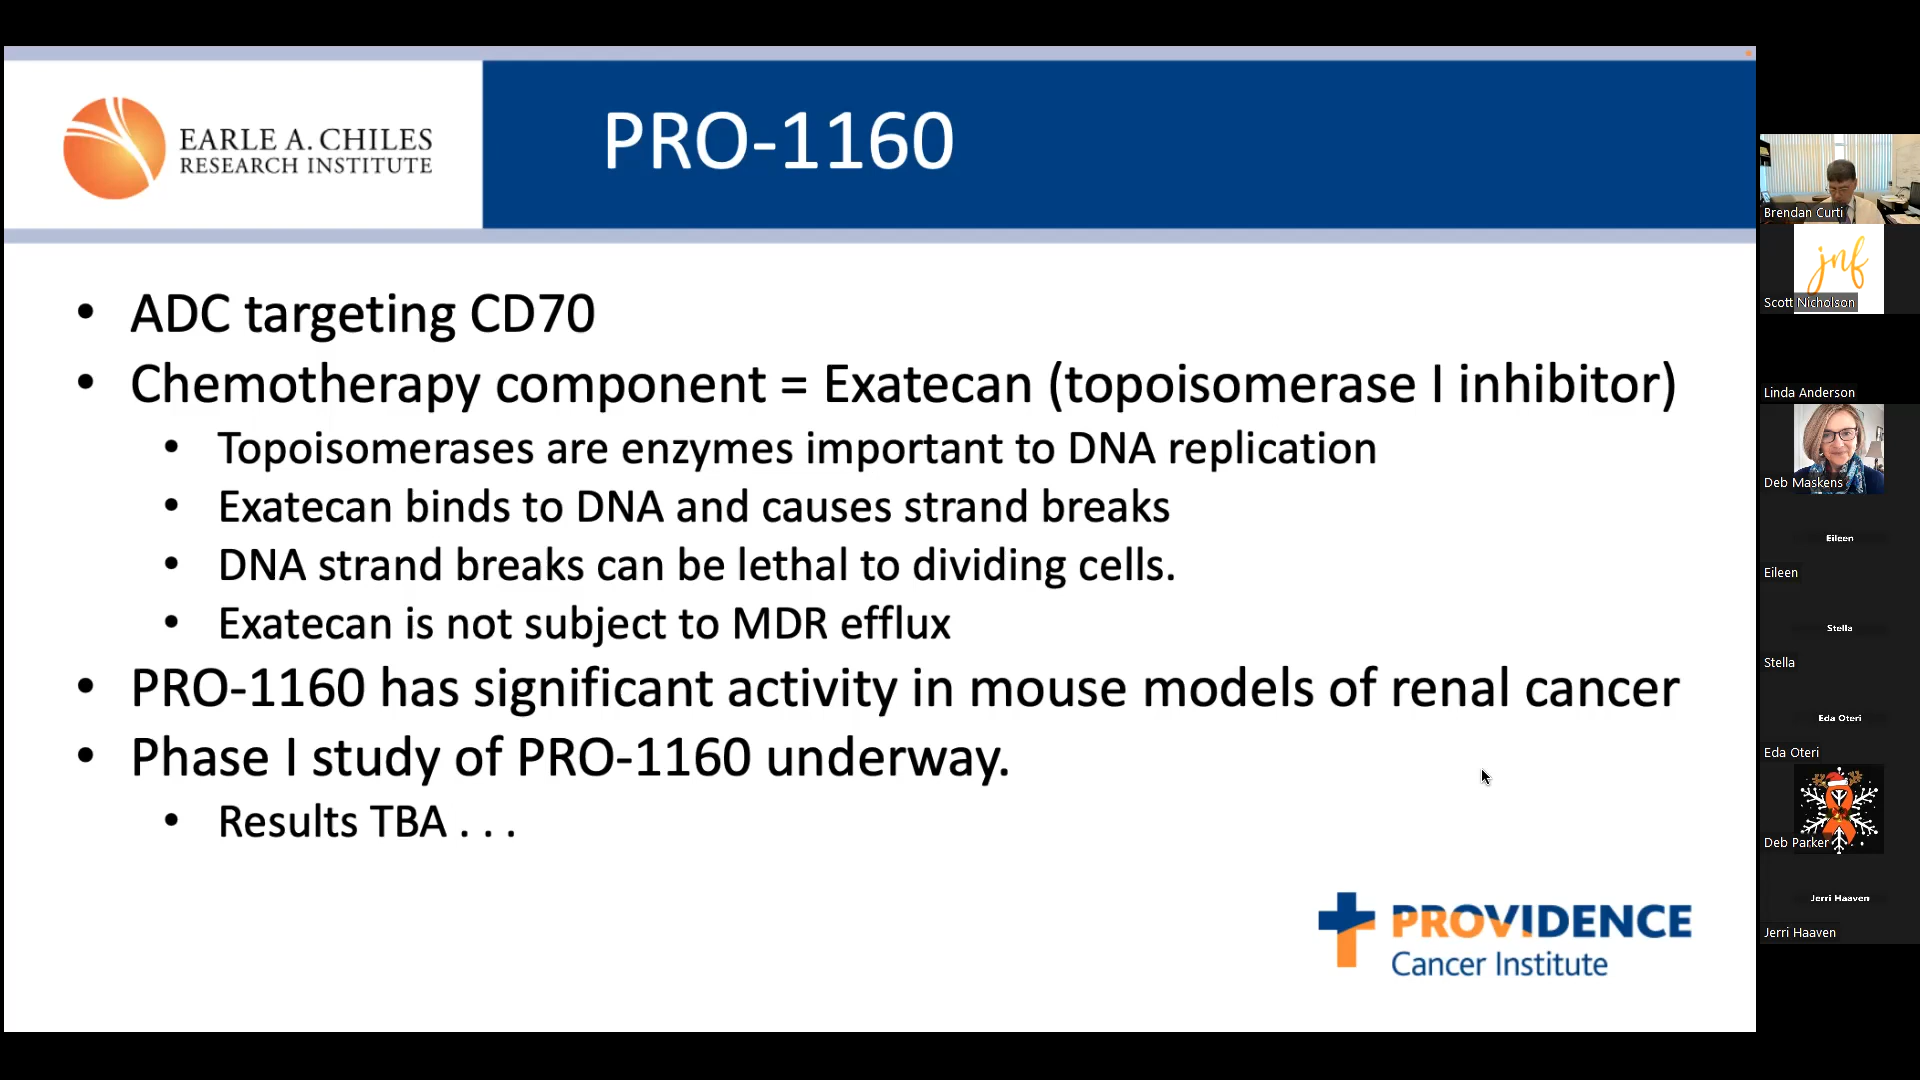 EARLE A. CHILES
RESEARCH INSTITUTE
PRO-1160
• ADC targeting CD70
• Chemotherapy component = Exatecan (topoisomerase I inhibitor)
• Topoisomerases are enzymes important to DNA replication
• Exatecan binds to DNA and causes strand breaks
• DNA strand breaks can be lethal to dividing cells.
• Exatecan is not subject to MDR efflux
• PRO-1160 has significant activity in mouse models of renal cancer
• Phase I study of PRO-1160 underway.
• Results TBA . . .
PROVIDENCE
Cancer Institute
Brendan Curti
jnf
Scott Nicholson
Linda Anderson
Deb Maskens
Eileen
Eileen
Stella
Stella
Eda Oteri
Eda Oteri
Deb Parker
Jerri Haaven
Jerri Haaven